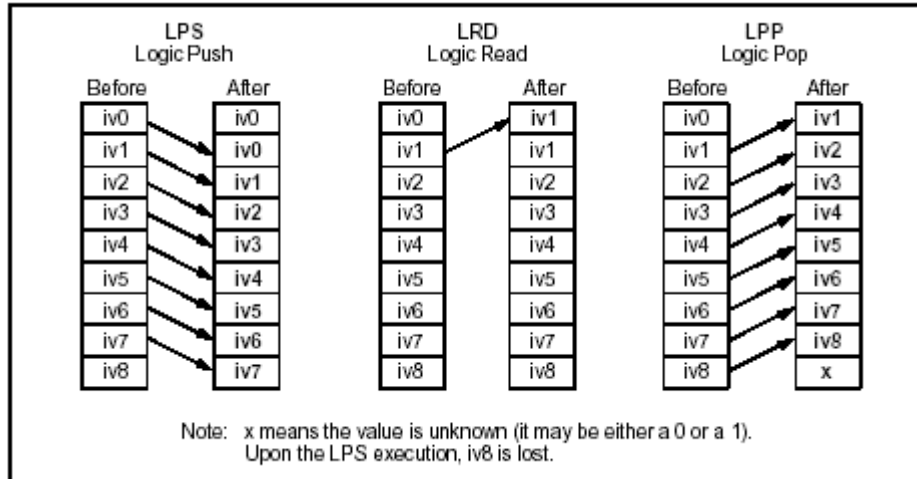 LPS
Logic Push
Before After
iv0 iv0
iv1 iv0
iv2 iv1
iv3 iv2
iv4 iv3
iv5 iv4
iv6 iv5
iv7 iv6
iv8 iv7
LRD
Logic Read
Before After
iv0 iv1
iv1 iv1
iv2 iv2
iv3 iv3
iv4 iv4
iv5 iv5
iv6 iv6
iv7 iv7
iv8 iv8
LPP
Logic Pop
Before After
iv0 iv1
iv1 iv2
iv2 iv3
iv3 iv4
iv4 iv5
iv5 iv6
iv6 iv7
iv7 iv8
iv8 x
Note: x means the value is unknown (it may be either a 0 or a 1).
Upon the LPS execution, iv8 is lost.